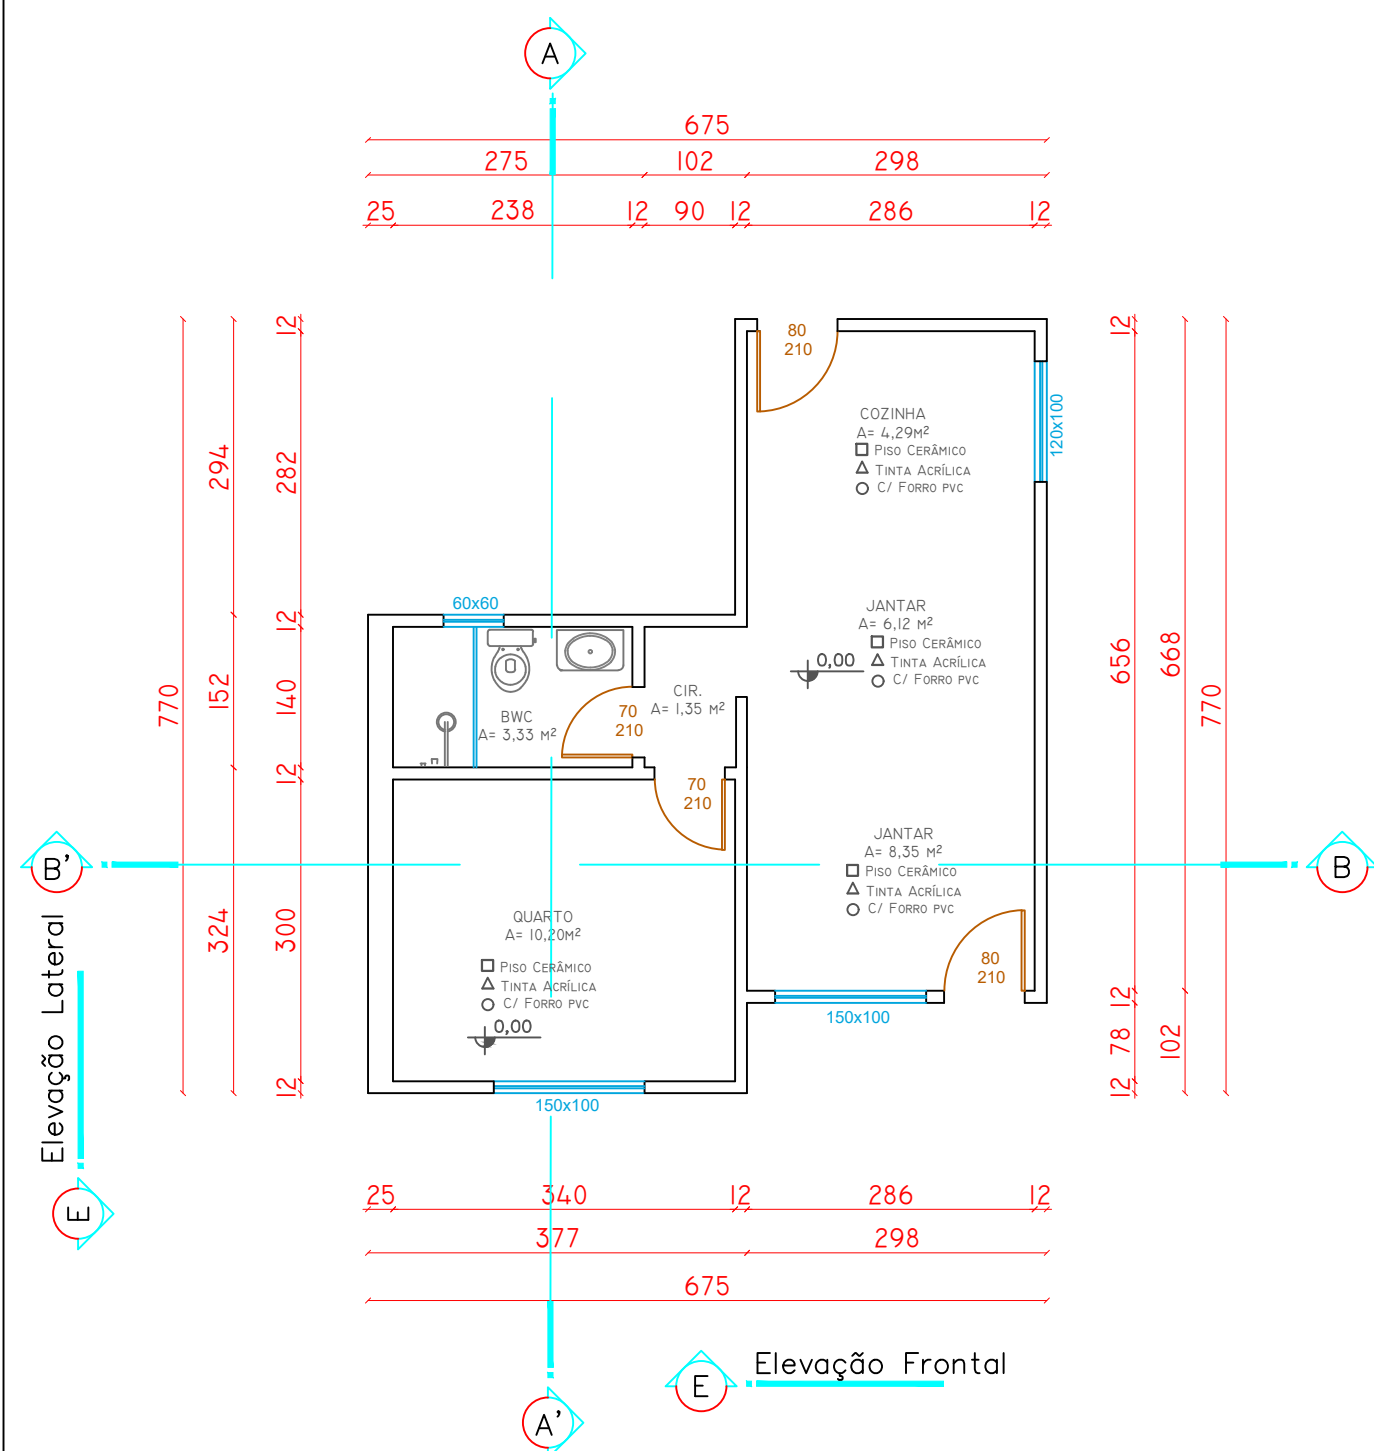 A
675
275 102 298
25 238 12 90 12 286 12
12
80
210
12
COZINHA
A= 4,29M²
PISO CERÂMICO
TINTA ACRÍLICA
C/ FORRO PVC
120x100
294
282
60x60
12
JANTAR
A= 6,12 M²
PISO CERÂMICO
TINTA ACRÍLICA
C/ FORRO PVC
0,00
656
668
770
152
140
770
CIR.
A= 1,35 M²
BWC
A= 3,33 M²
70
210
12
70
210
JANTAR
A= 8,35 M²
PISO CERÂMICO
TINTA ACRÍLICA
C/ FORRO PVC
B'
B
324
300
QUARTO
A= 10,20M²
PISO CERÂMICO
TINTA ACRÍLICA
C/ FORRO PVC
0,00
80
210
150x100
12
78
102
12
12
150x100
Elevação Lateral
E
25 340 12 286 12
377 298
675
Elevação Frontal
E
A'